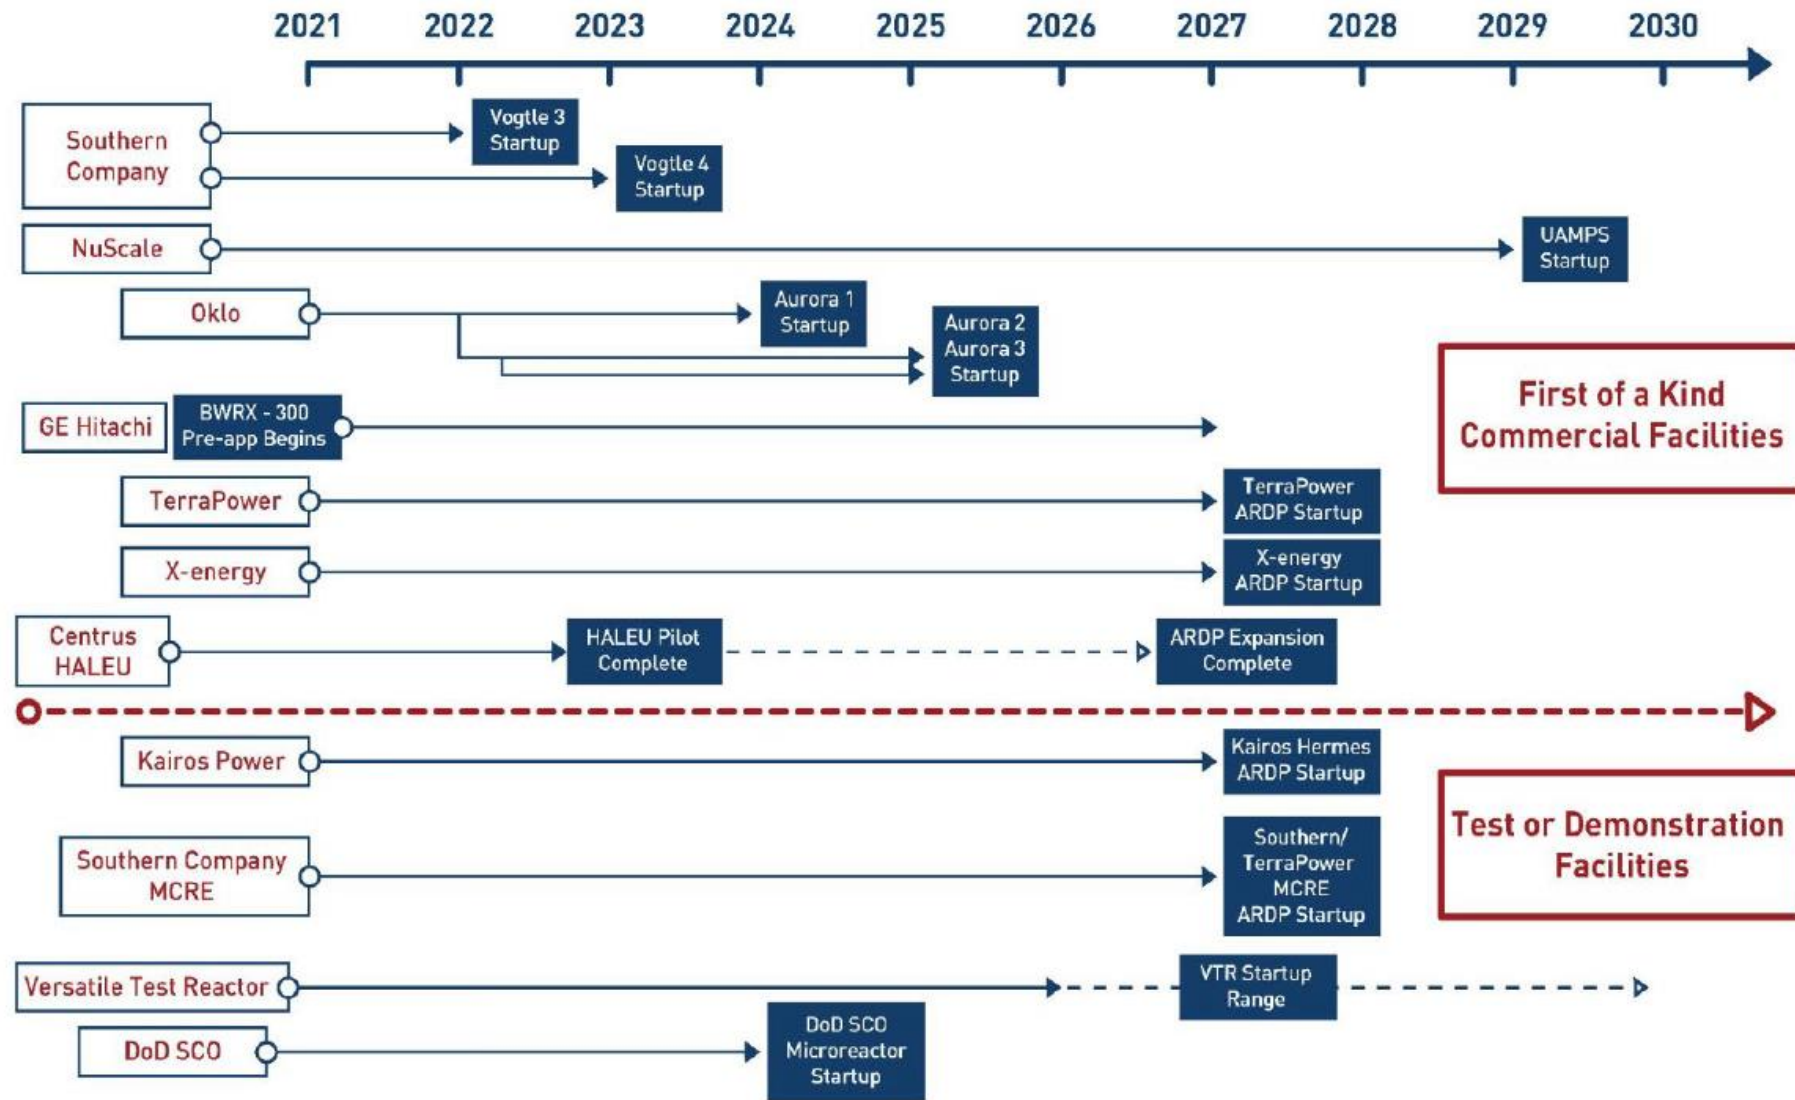 2021 2022 2023 2024 2025 2026 2027 2028 2029 2030
Southern
Company
Vogtle 3
Startup
Vogtle 4
Startup
NuScale
UAMPS
Startup
Oklo
Aurora 1
Startup
Aurora 2
Aurora 3
Startup
First of a Kind
Commercial Facilities
GE Hitachi
BWRX - 300
Pre-app Begins
TerraPower
TerraPower
ARDP Startup
X-energy
X-energy
ARDP Startup
Centrus
HALEU
HALEU Pilot
Complete
ARDP Expansion
Complete
Kairos Power
Kairos Hermes
ARDP Startup
Test or Demonstration
Facilities
Southern Company
MCRE
Southern/
TerraPower
MCRE
ARDP Startup
Versatile Test Reactor
VTR Startup
Range
DoD SCO
DoD SCO
Microreactor
Startup